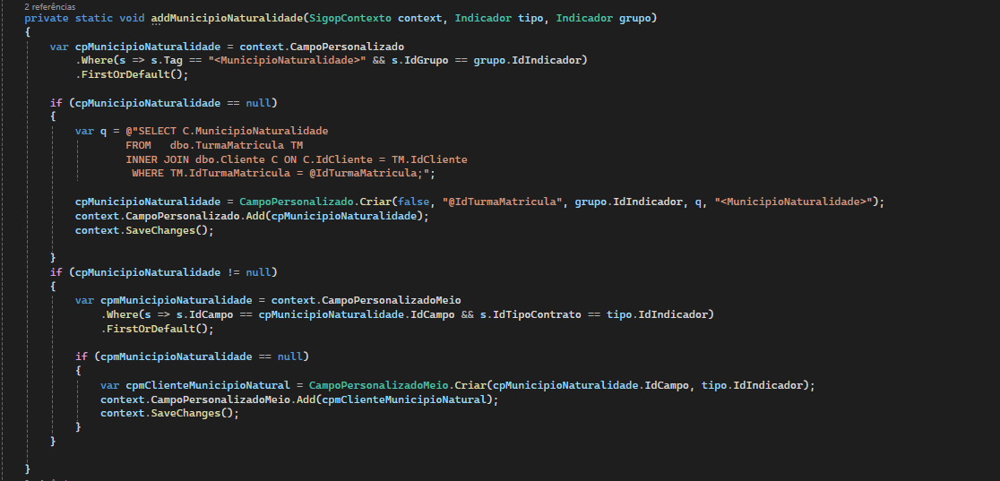 2 referências
private static void addMunicipioNaturalidade(SigopContexto context, Indicador tipo, Indicador grupo)
{
var cpMunicipioNaturalidade = context.CampoPersonalizado
.Where(s => s.Tag == "<MunicipioNaturalidade>" && s.IdGrupo == grupo.IdIndicador)
.FirstOrDefault();
if (cpMunicipioNaturalidade == null)
{
var q = @"SELECT C.MunicipioNaturalidade
FROM   dbo.TurmaMatricula TM
INNER JOIN dbo.Cliente C ON C.IdCliente = TM.IdCliente
WHERE TM.IdTurmaMatricula = @IdTurmaMatricula;";
cpMunicipioNaturalidade = CampoPersonalizado.Criar(false, "@IdTurmaMatricula", grupo.IdIndicador, q, "<MunicipioNaturalidade>");
context.CampoPersonalizado.Add(cpMunicipioNaturalidade);
context.SaveChanges();
}
if (cpMunicipioNaturalidade != null)
{
var cpmMunicipioNaturalidade = context.CampoPersonalizadoMeio
.Where(s => s.IdCampo == cpMunicipioNaturalidade.IdCampo && s.IdTipoContrato == tipo.IdIndicador)
.FirstOrDefault();
if (cpmMunicipioNaturalidade == null)
{
var cpmClienteMunicipioNatural = CampoPersonalizadoMeio.Criar(cpMunicipioNaturalidade.IdCampo, tipo.IdIndicador);
context.CampoPersonalizadoMeio.Add(cpmClienteMunicipioNatural);
context.SaveChanges();
}
}
}